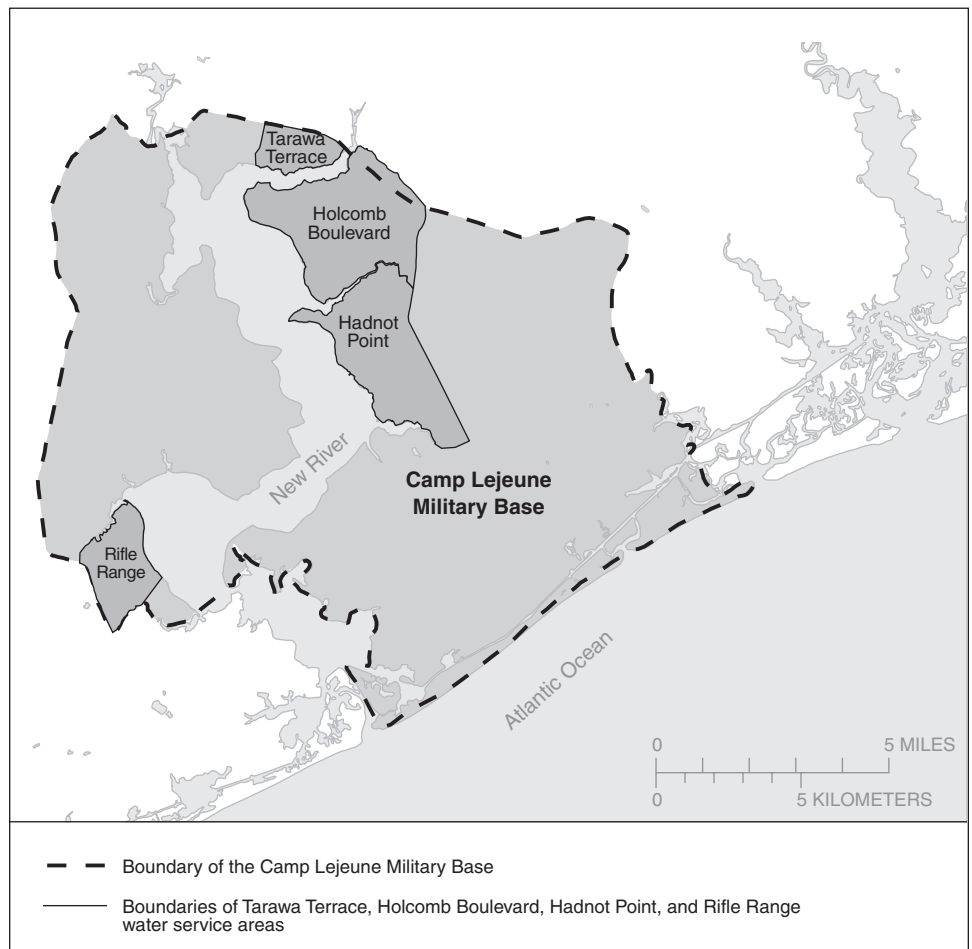 Tarawa
Terrace
Holcomb
Boulevard
Hadnot
Point
New River
Camp Lejeune
Military Base
Rifle
Range
Atlantic Ocean
0 5 MILES
0 5 KILOMETERS
Boundary of the Camp Lejeune Military Base
Boundaries of Tarawa Terrace, Holcomb Boulevard, Hadnot Point, and Rifle Range
water service areas